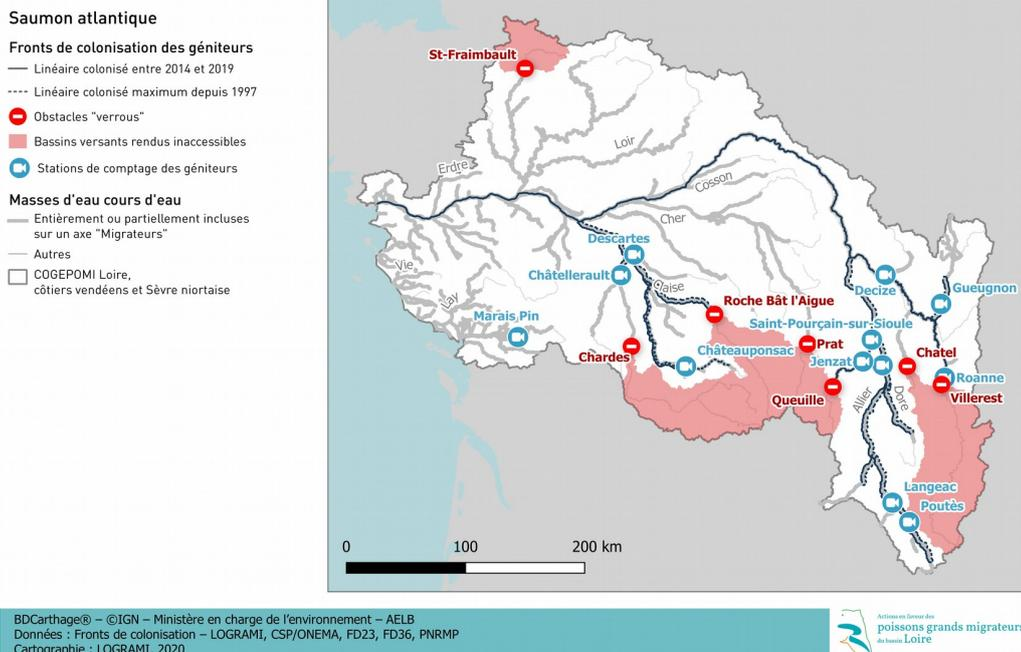 Saumon atlantique
Fronts de colonisation des géniteurs
Linéaire colonisé entre 2014 et 2019
Linéaire colonisé maximum depuis 1997
Obstacles "verrous"
Bassins versants rendus inaccessibles
Stations de comptage des géniteurs
Masses d'eau cours d'eau
Entièrement ou partiellement incluses
sur un axe "Migrateurs"
Autres
COGEPOMI Loire,
côtiers vendéens et Sèvre niortaise
St-Fraimbault
Loir
Erdre
Cosson
Cher
Descartes
Vie
Châtellerault
Claise
Decize
Gueugnon
Lay
Roche Bât l'Aigue
Marais Pin
Saint-Pourçain-sur-Sioule
Prat
Chardes
Châteauponsac
Jenzat
Chatel
Roanne
Queuille
Allier
Dore
Villerest
Langeac
Poutès
0 100 200 km
BDCarthage® – ©IGN – Ministère en charge de l'environnement – AELB
Données : Fronts de colonisation – LOGRAMI, CSP/ONEMA, FD23, FD36, PNRMP
Cartographie : LOGRAMI, 2020
Actions en faveur des
poissons grands migrateurs
du bassin Loire